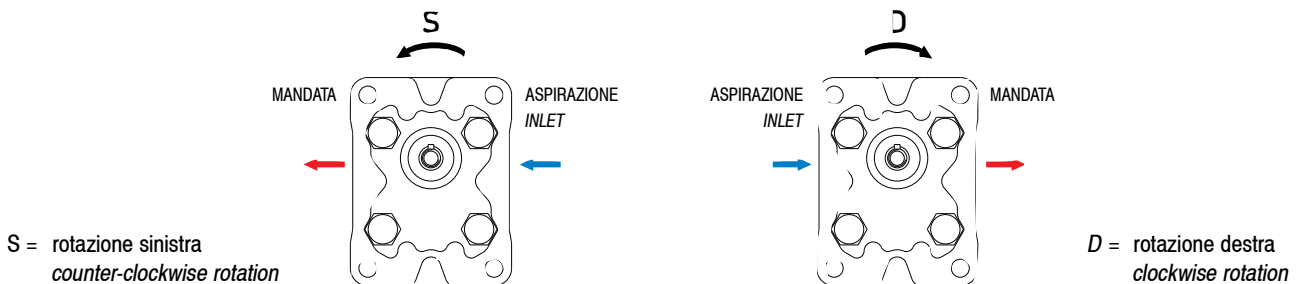 S
D
MANDATA
ASPIRAZIONE
INLET
ASPIRAZIONE
INLET
MANDATA
S = rotazione sinistra
counter-clockwise rotation
D = rotazione destra
clockwise rotation